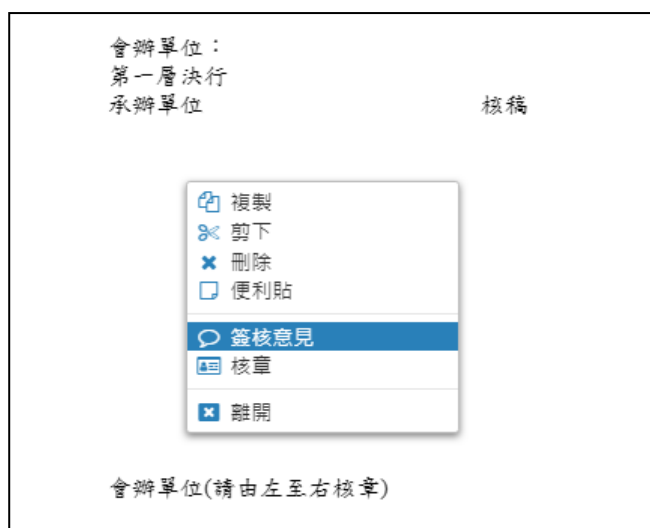 會辦單位：
第一層決行
承辦單位 核稿
複製
剪下
刪除
便利貼
簽核意見
核章
離開
會辦單位(請由左至右核章)